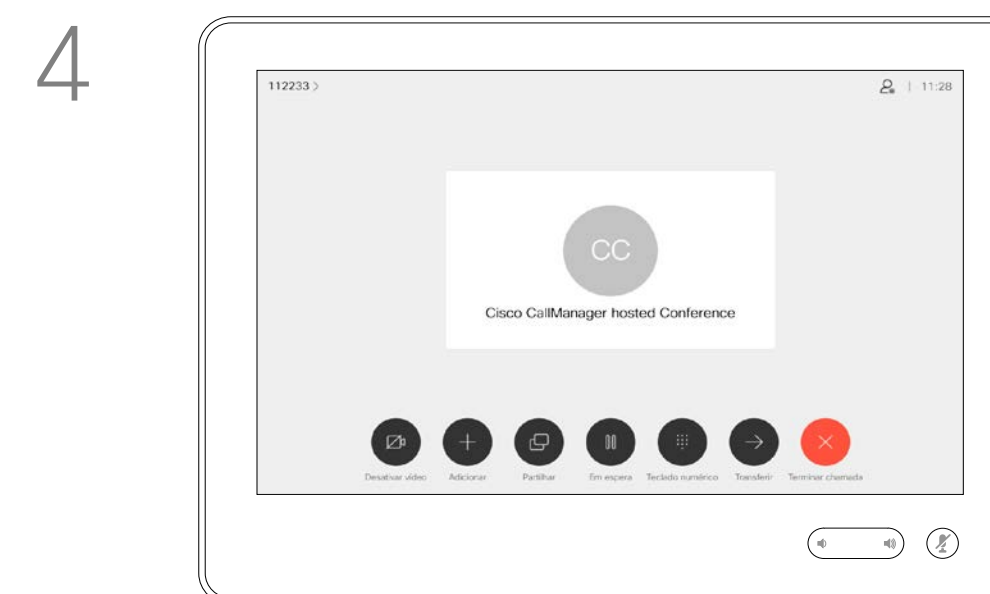 4
112233 > | 11:28
CC
Cisco CallManager hosted Conference
Desativar vídeo Adicionar Partilhar Em espera Teclado numérico Transferir Terminar chamada